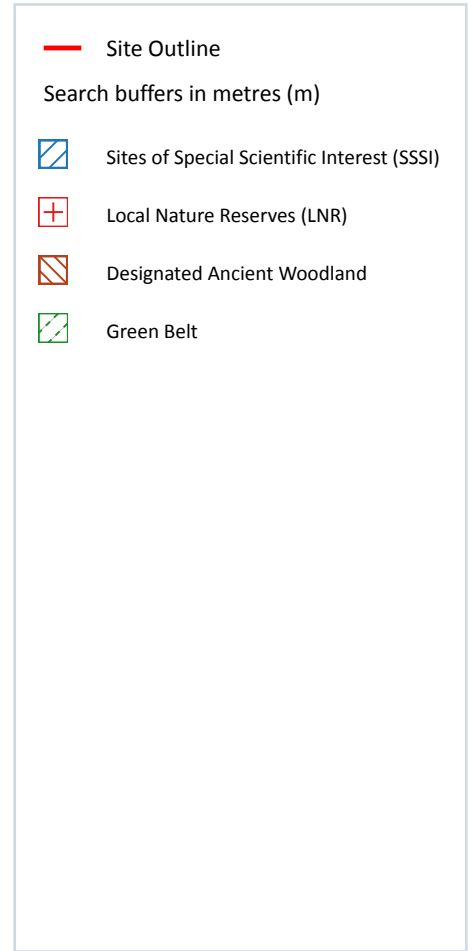 Site Outline
Search buffers in metres (m)
Sites of Special Scientific Interest (SSSI)
Local Nature Reserves (LNR)
Designated Ancient Woodland
Green Belt